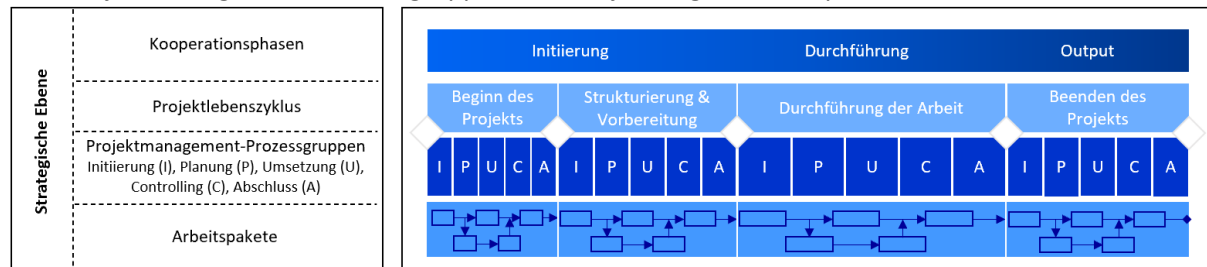 Strategische Ebene
Kooperationsphasen
Projektlebenszyklus
Projektmanagement-Prozessgruppen
Initiierung (I), Planung (P), Umsetzung (U),
Controlling (C), Abschluss (A)
Arbeitspakete
Initiierung Durchführung Output
Beginn des
Projekts
Strukturierung &
Vorbereitung
Durchführung der Arbeit
Beenden des
Projekts
I P U C A I P U C A I P U C A I P U C A